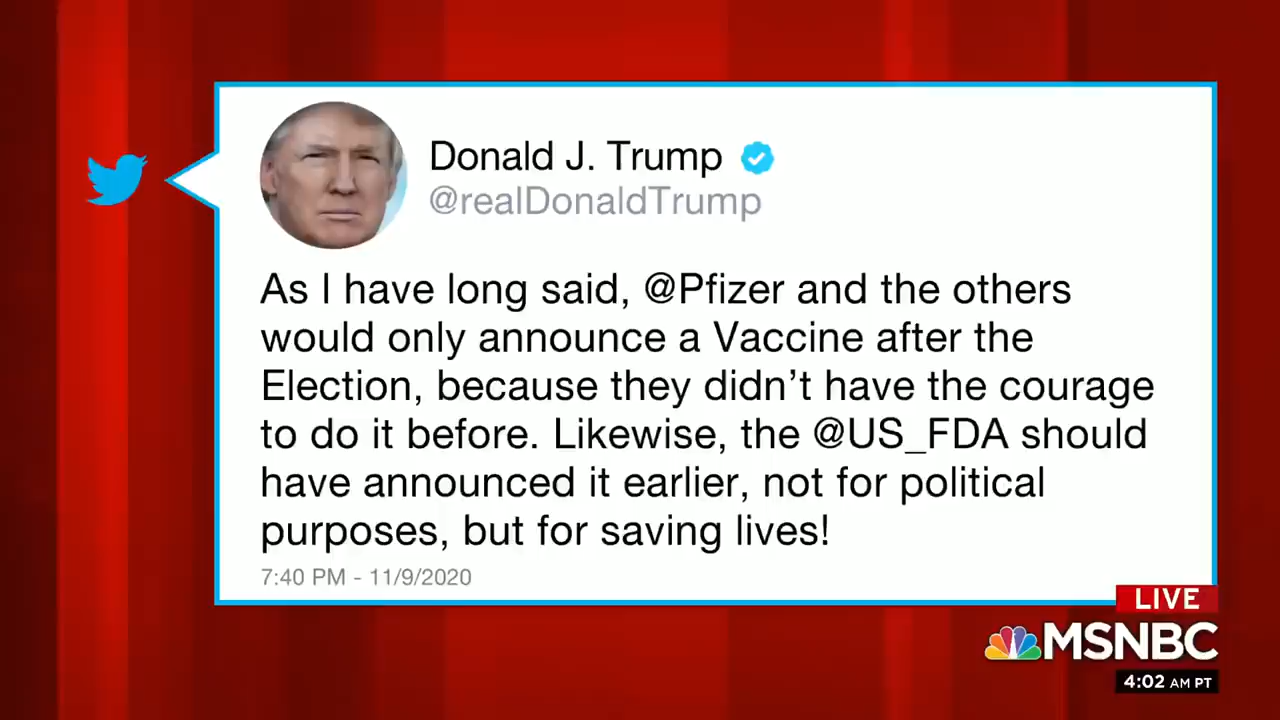 Donald J. Trump
@realDonaldTrump
As I have long said, @Pfizer and the others
would only announce a Vaccine after the
Election, because they didn’t have the courage
to do it before. Likewise, the @US_FDA should
have announced it earlier, not for political
purposes, but for saving lives!
7:40 PM - 11/9/2020
LIVE
MSNBC
4:02 AM PT